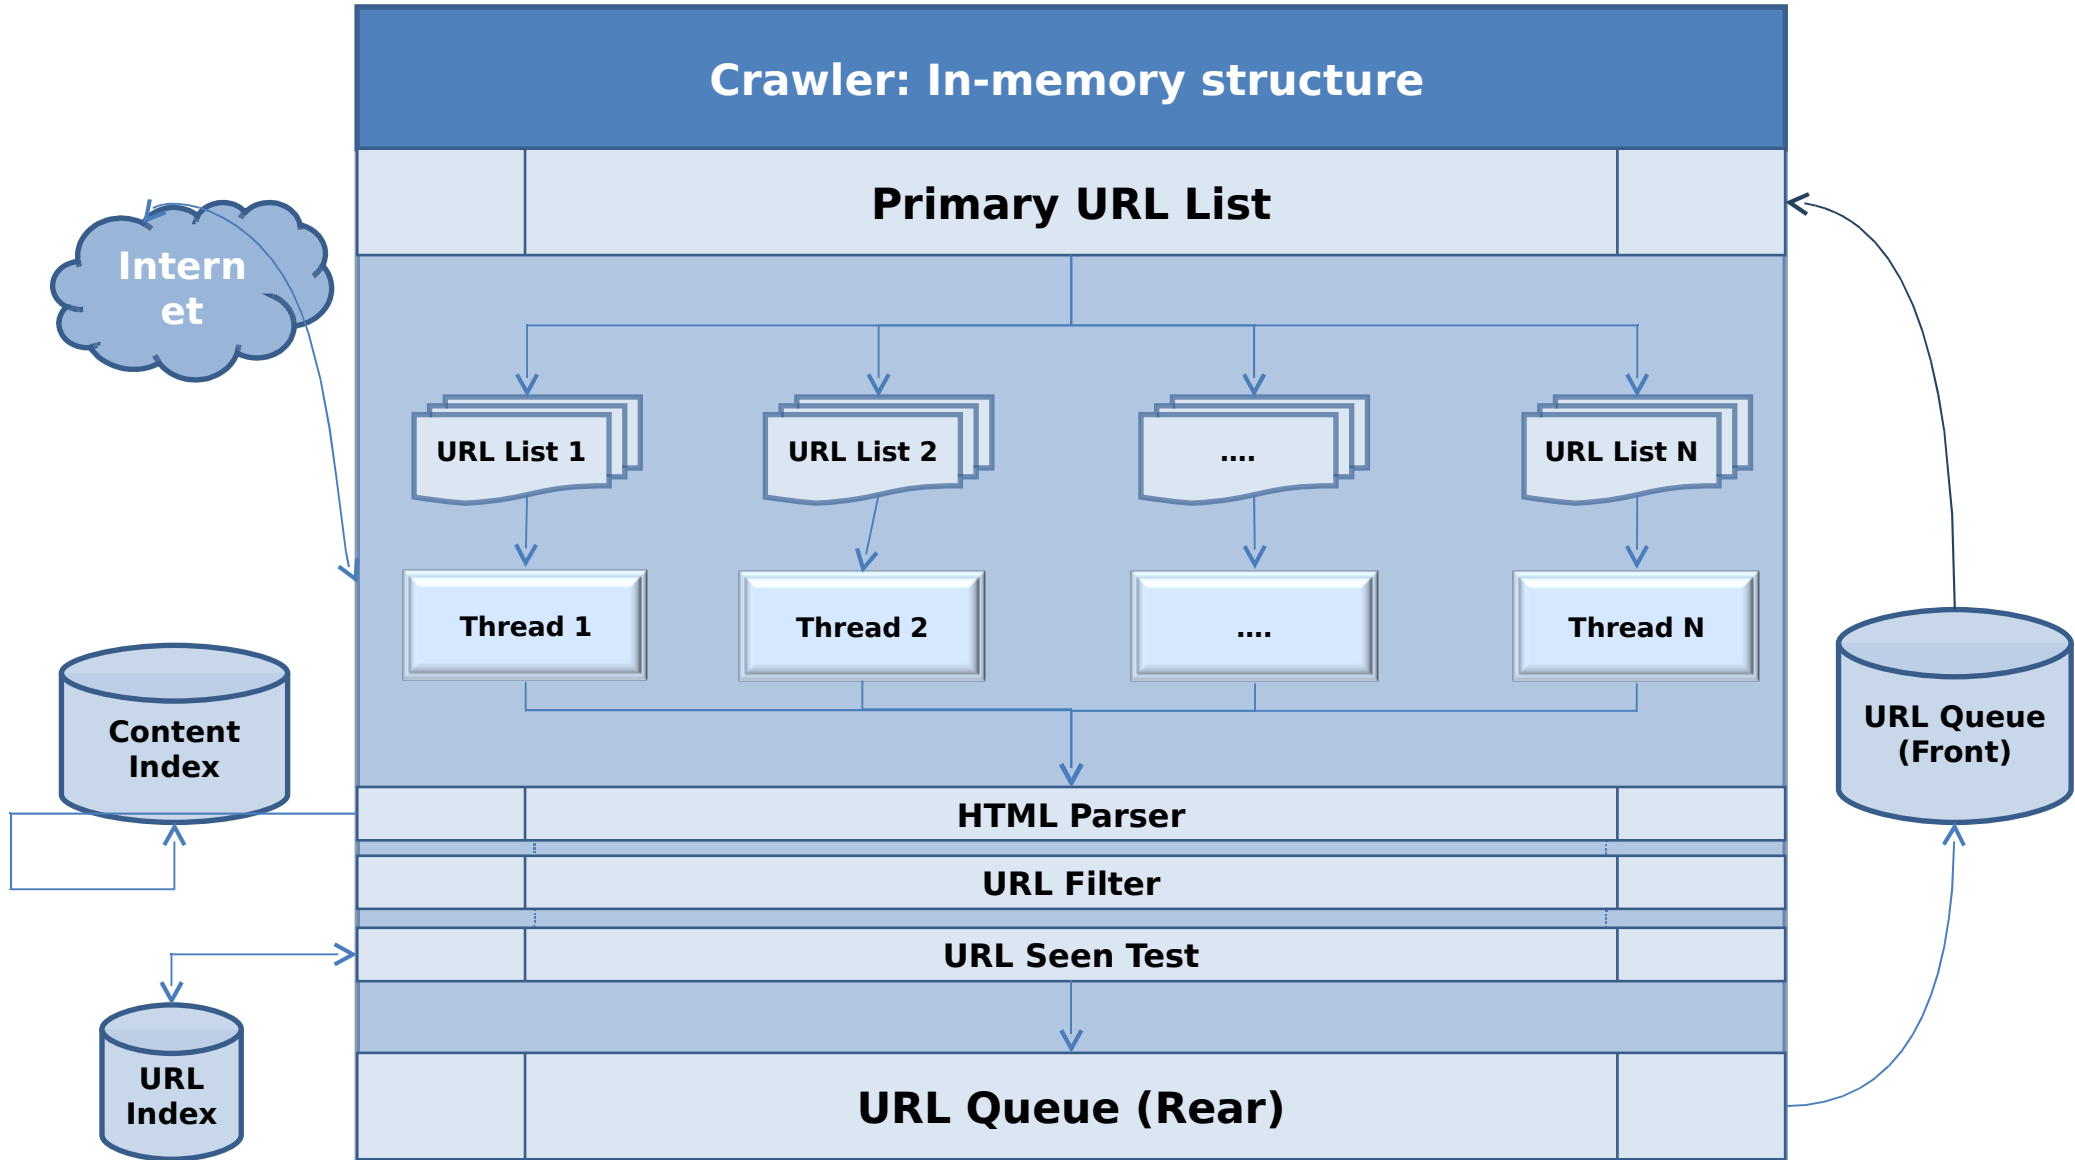 Crawler: In-memory structure
Primary URL List
Intern
et
URL List 1
URL List 2
....
URL List N
Thread 1
Thread 2
....
Thread N
Content
Index
URL Queue
(Front)
HTML Parser
URL Filter
URL Seen Test
URL
Index
URL Queue (Rear)